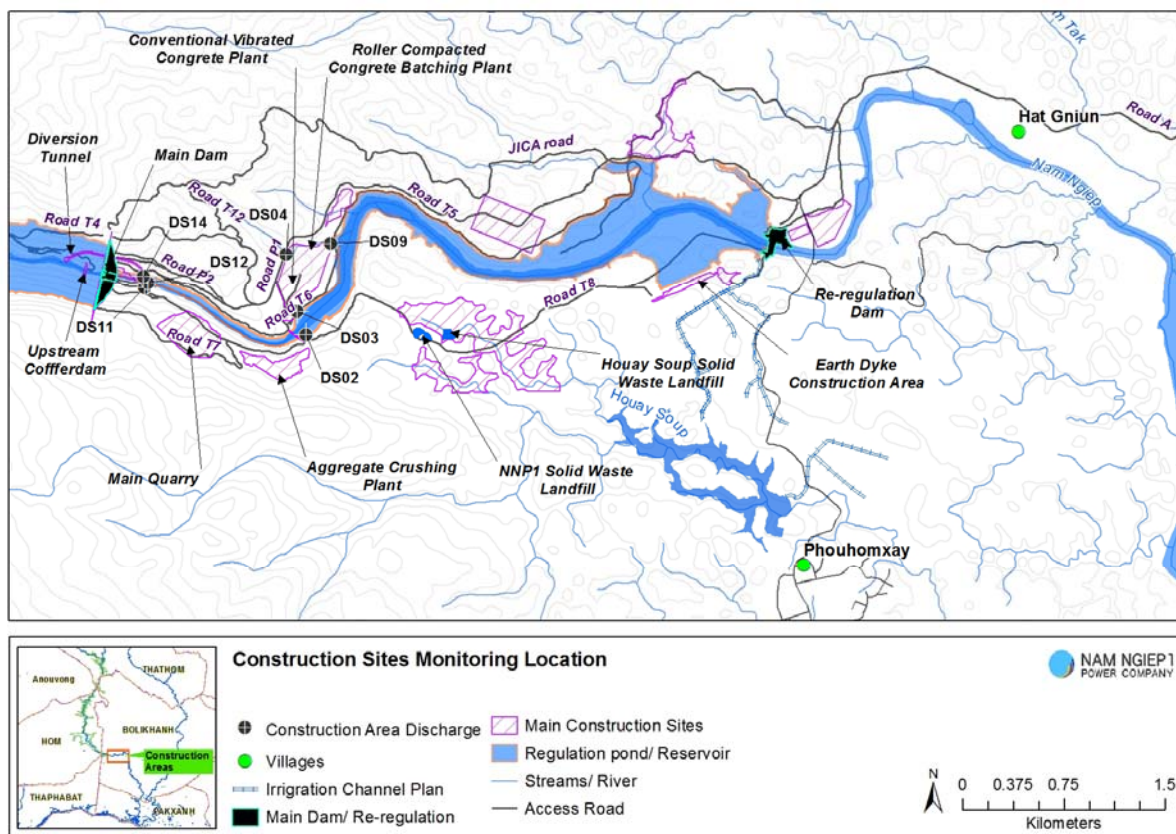 Conventional Vibrated
Concrete Plant
Roller Compacted
Concrete Batching Plant
Tak
Hat Gniun
Road A
Diversion
Tunnel
Main Dam
JICA road
Nam Ngiep
Road T4
DS14
Road T12
DS04
Road T5
DS09
Road P1
DS12
Road P2
Road T6
Road T8
Re-regulation
Dam
DS11
DS03
Road T7
DS02
Upstream
Coffferdam
Houay Soup Solid
Waste Landfill
Earth Dyke
Construction Area
Houay Soup
Main Quarry
Aggregate Crushing
Plant
NNP1 Solid Waste
Landfill
Phouhomxay
Construction Sites Monitoring Location
NAM NGIEP1
POWER COMPANY
Anouvong
THATHOM
BOLIKHANH
HOM
Construction
Areas
THAPHABAT
PAKXANH
Construction Area Discharge
Villages
Irrigation Channel Plan
Main Dam/ Re-regulation
Main Construction Sites
Regulation pond/ Reservoir
Streams/ River
Access Road
N
0 0.375 0.75 1.5
Kilometers